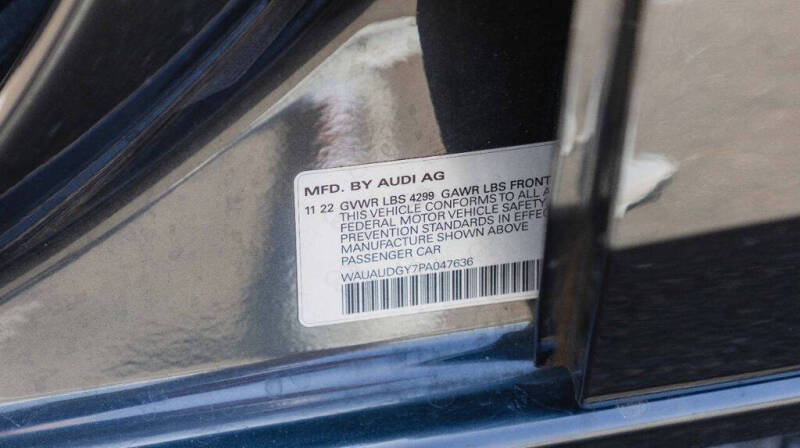 MFD. BY AUDI AG
11 22 GVWR LBS 4299 GAWR LBS FRONT
THIS VEHICLE CONFORMS TO ALL A
FEDERAL MOTOR VEHICLE SAFETY
PREVENTION STANDARDS IN EFFEC
MANUFACTURE SHOWN ABOVE
PASSENGER CAR
WAUAUDGY7PA047636